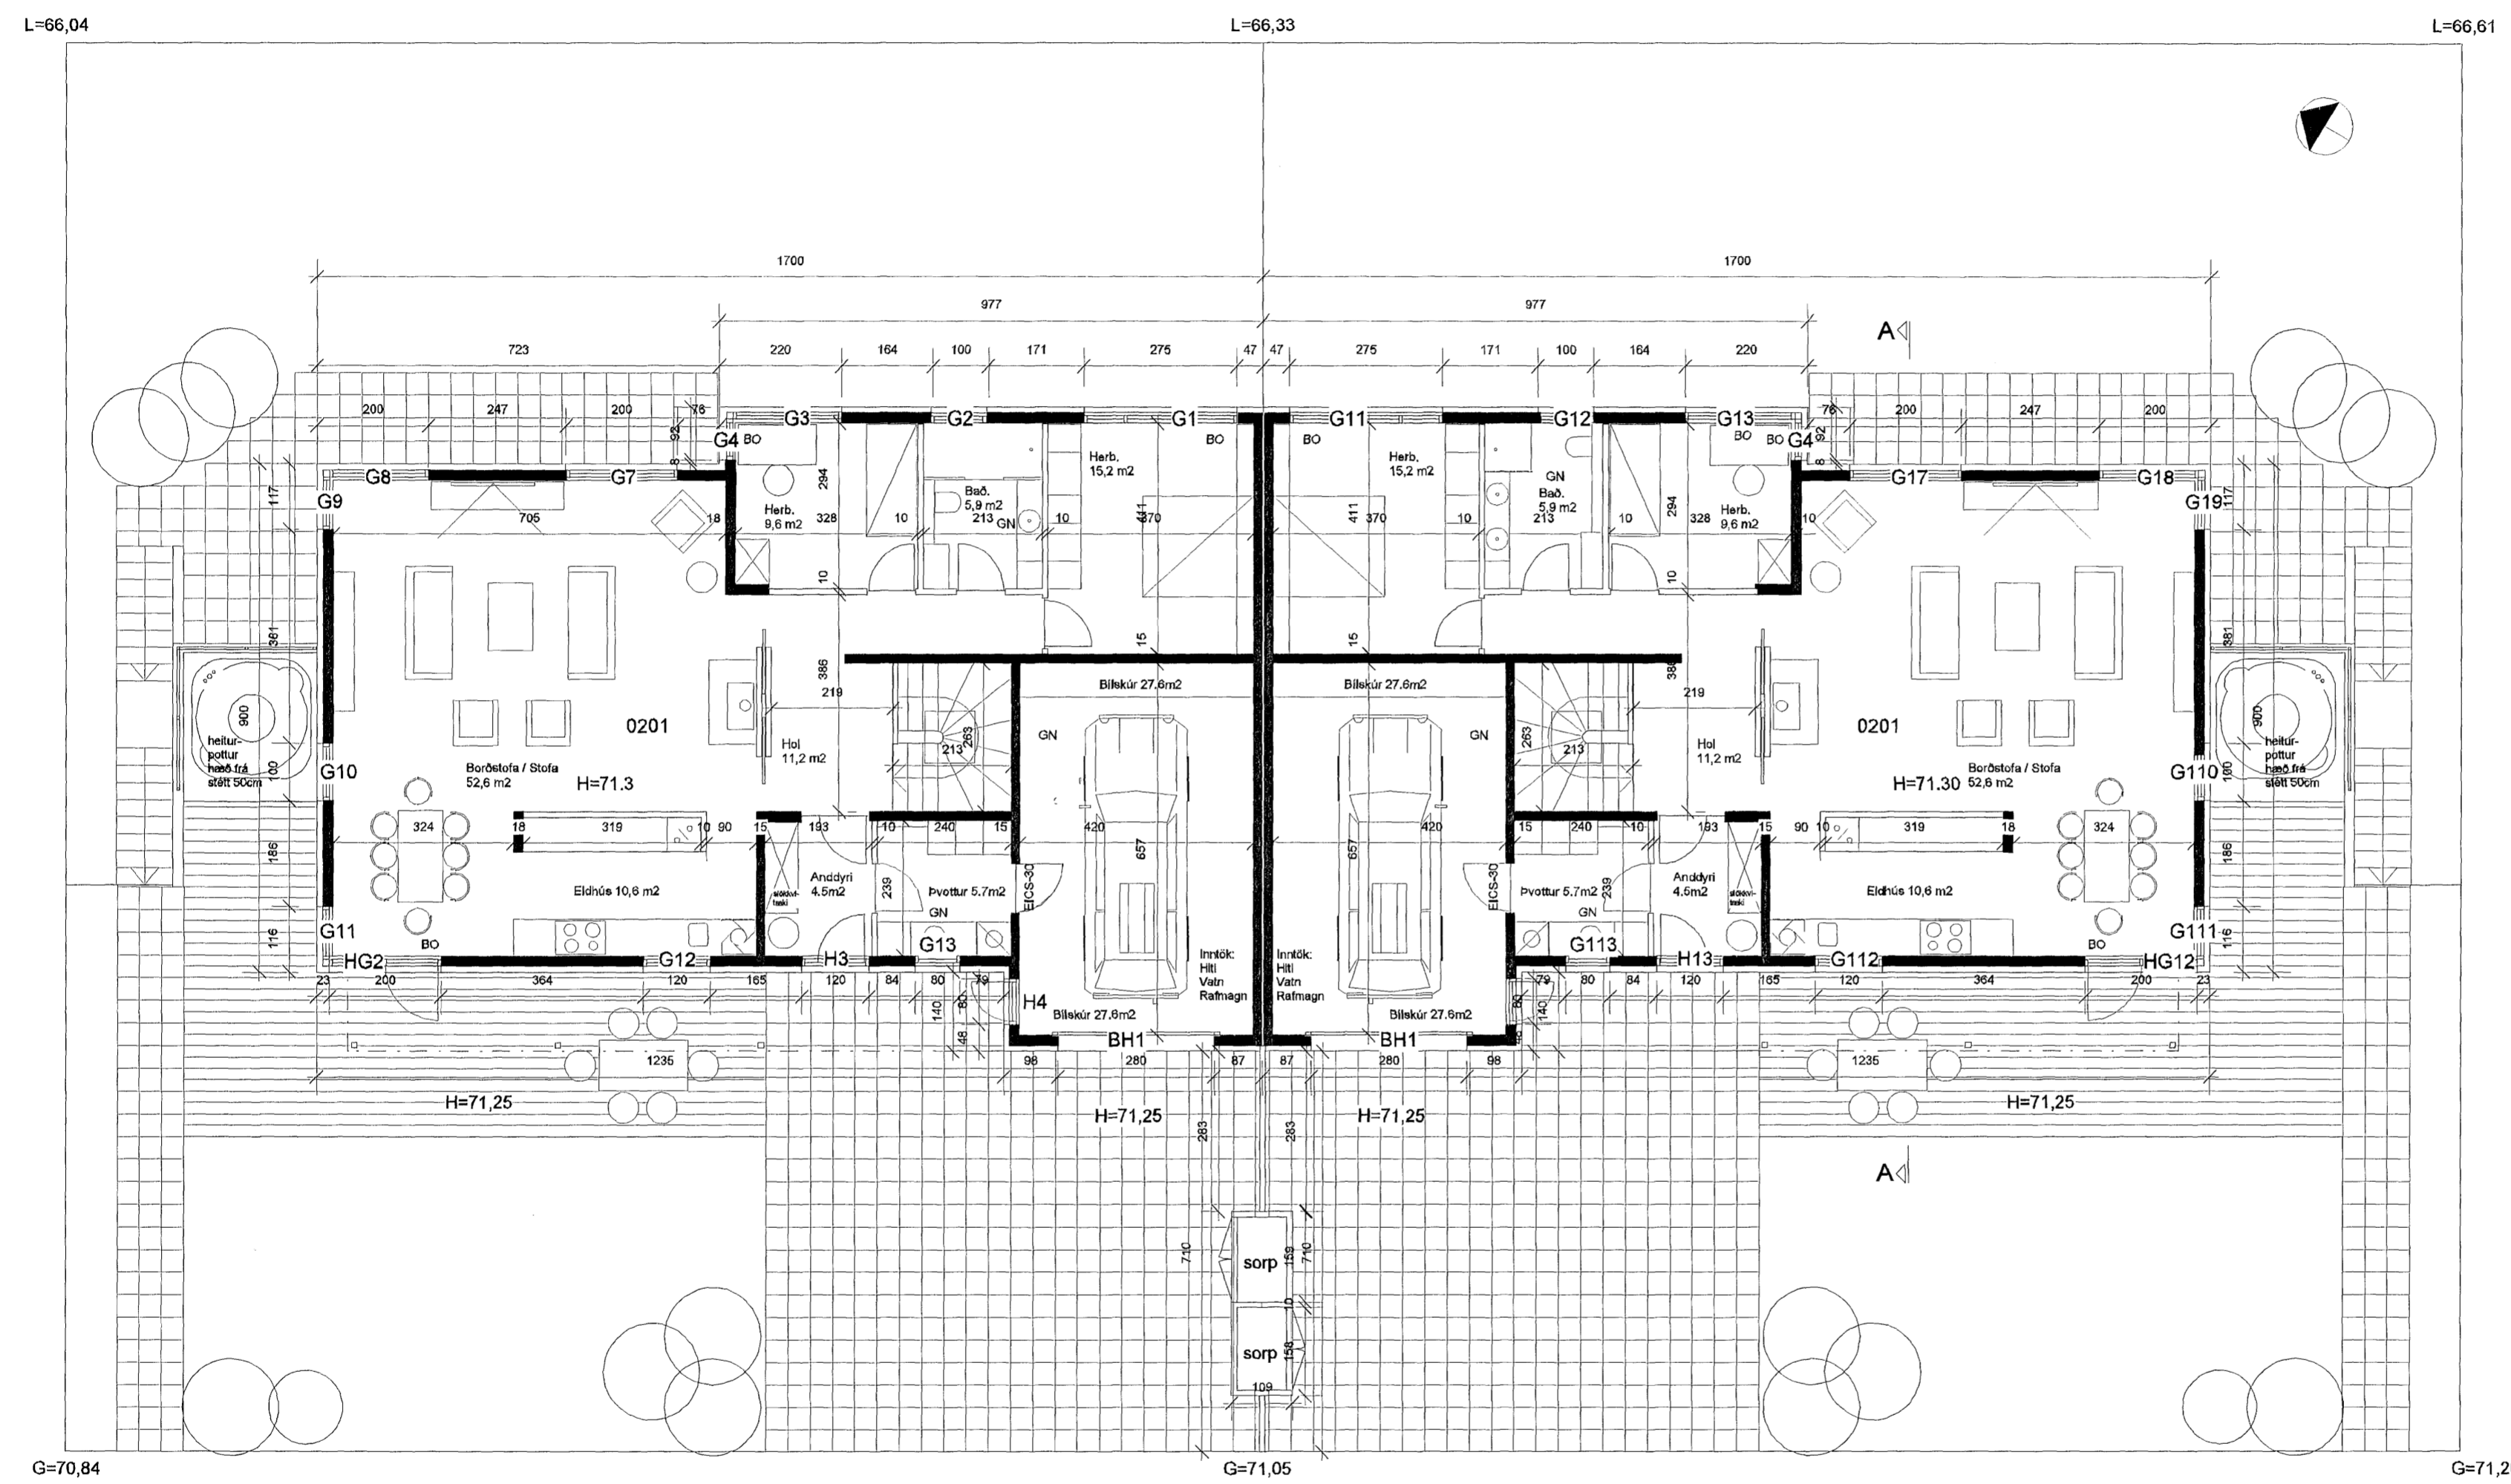 L=66,04 L=66,33 L=66,61
1700 1700
977 977
A
723 220 164 100 171 275 47 47 275 171 100 164 220
200 247 200 76 76 200 247 200
G3 G2 G1 G11 G12 G13
G4 BO BO BO BO BO G4
92 8 92 8
G8 G7 G17 G18
G9 G19
117 117
Herb.
15,2 m2
Herb.
15,2 m2
294 294
Bað.
5,9 m2
GN
GN
Bað.
5,9 m2
Herb.
9,6 m2
Herb.
9,6 m2
705 18 328 10 213 10 370 411 411 370 10 213 10 328 10
10 10
381 15 15 381
386 219 219
Bílskúr 27.6m2 Bílskúr 27.6m2
900 900
0201 0201
GN GN
263 213 213 263
Hol
11,2 m2
Hol
11,2 m2
heitur-
pottur
hæð frá
stétt 50cm
heitur-
pottur
hæð frá
stétt 50cm
G10 100 G110 100
Borðstofa / Stofa
52,6 m2
H=71.3
Borðstofa / Stofa
H=71.30 52,6 m2
324 18 319 10 90 15 193 10 240 15 420 420 15 240 10 193 15 90 10 319 18 324
186 657 657 186
Eldhús 10,6 m2 Eldhús 10,6 m2
Anddyri
4.5m2
Anddyri
4.5m2
239 Þvottur 5.7m2 EICS-30 EICS-30 Þvottur 5.7m2 239
GN GN
G11 116 BO BO G111 116
HG2 G12 H3 G13 G113 H13 G112 HG12
Inntök:
Hiti
Vatn
Rafmagn
Inntök:
Hiti
Vatn
Rafmagn
23 200 364 120 165 120 84 80 79 79 80 84 120 165 120 364 200 23
140 80 48 H4 80 140
Bílskúr 27.6m2 Bílskúr 27.6m2
BH1 BH1
98 280 87 87 280 98
1235 1235
H=71,25 H=71,25 H=71,25 H=71,25
283 283
A
710 sorp 159 710
10
sorp 158
109
G=70,84 G=71,05 G=71,2